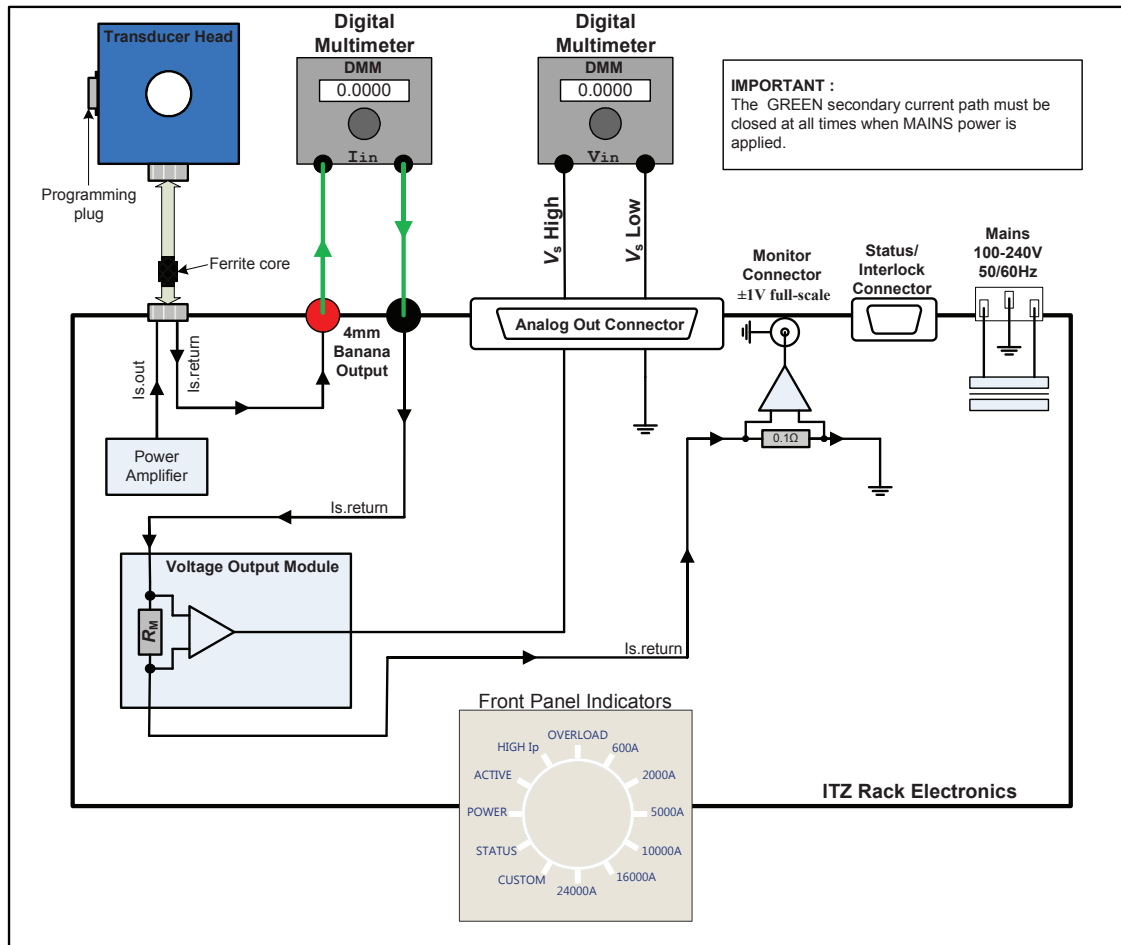 Transducer Head
Programming
plug
Ferrite core
Digital
Multimeter
DMM
0.0000
Iin
Digital
Multimeter
DMM
0.0000
Vin
IMPORTANT :
The GREEN secondary current path must be
closed at all times when MAINS power is
applied.
Vs High
Vs Low
Monitor
Connector
±1V full-scale
Status/
Interlock
Connector
Mains
100-240V
50/60Hz
4mm
Banana
Output
Analog Out Connector
Is.out
Is.return
Power
Amplifier
0.1Ω
Is.return
Voltage Output Module
RM
Is.return
Front Panel Indicators
OVERLOAD
HIGH Ip
600A
ACTIVE
2000A
POWER
5000A
STATUS
10000A
CUSTOM
16000A
24000A
ITZ Rack Electronics